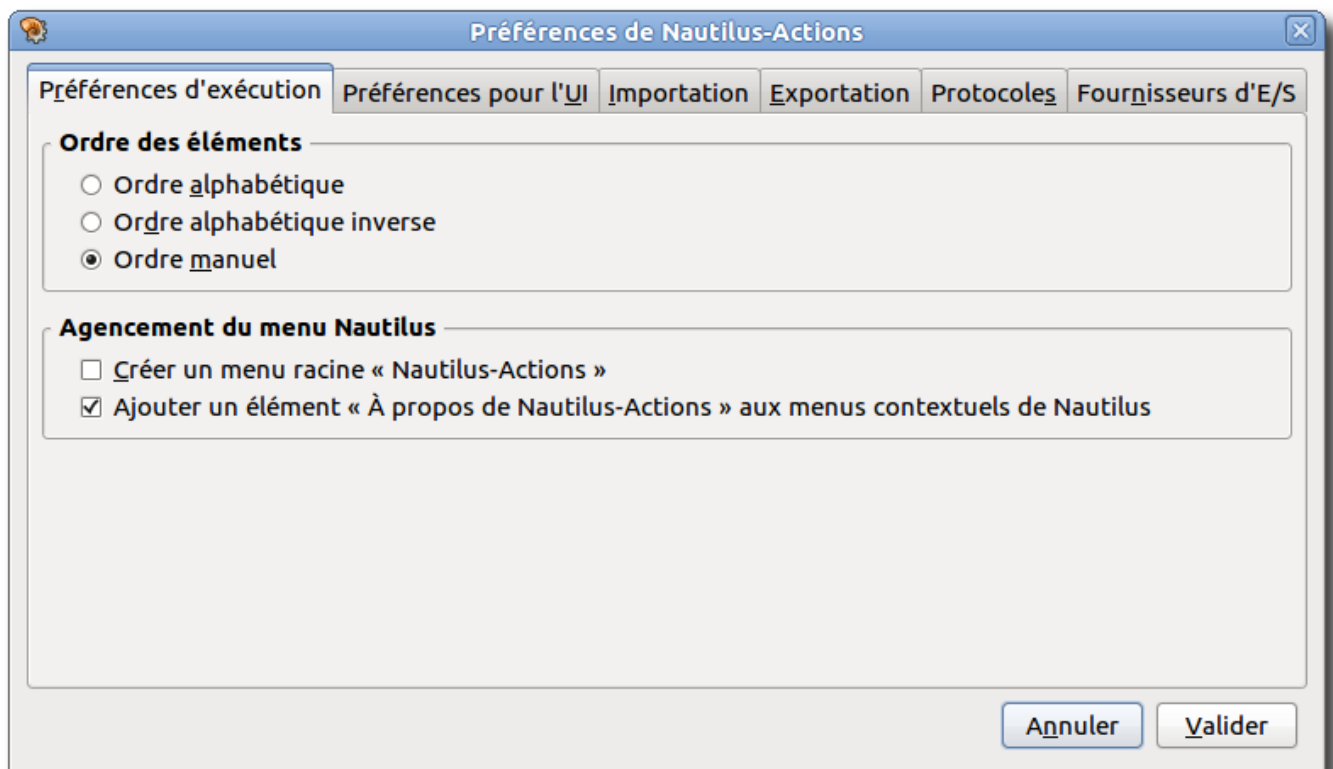 Préférences de Nautilus-Actions
Préférences d'exécution Préférences pour l'UI Importation Exportation Protocoles Fournisseurs d'E/S
Ordre des éléments
Ordre alphabétique
Ordre alphabétique inverse
Ordre manuel
Agencement du menu Nautilus
Créer un menu racine « Nautilus-Actions »
Ajouter un élément « À propos de Nautilus-Actions » aux menus contextuels de Nautilus
Annuler Valider